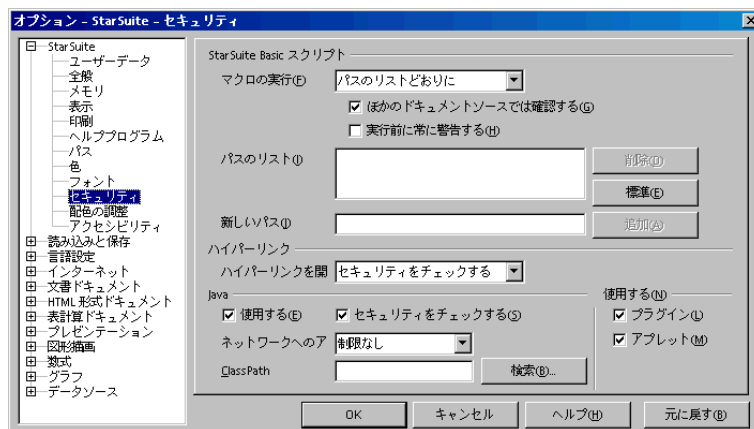 オプション - StarSuite - セキュリティ
StarSuite
ユーザーデータ
全般
メモリ
表示
印刷
ヘルププログラム
パス
色
フォント
セキュリティ
配色の調整
アクセシビリティ
読み込みと保存
言語設定
インターネット
文書ドキュメント
HTML 形式ドキュメント
表計算ドキュメント
プレゼンテーション
図形描画
数式
グラフ
データソース
StarSuite Basic スクリプト
マクロの実行(F) パスのリストどおりに
ほかのドキュメントソースでは確認する(G)
実行前に常に警告する(H)
パスのリスト(I) 削除(D)
標準(E)
新しいパス(J) 追加(A)
ハイパーリンク
ハイパーリンクを開 セキュリティをチェックする
Java 使用する(N)
使用する(E) セキュリティをチェックする(S) プラグイン(L)
ネットワークへのア 制限なし アプレット(M)
ClassPath 検索(B)...
OK キャンセル ヘルプ(H) 元に戻す(B)